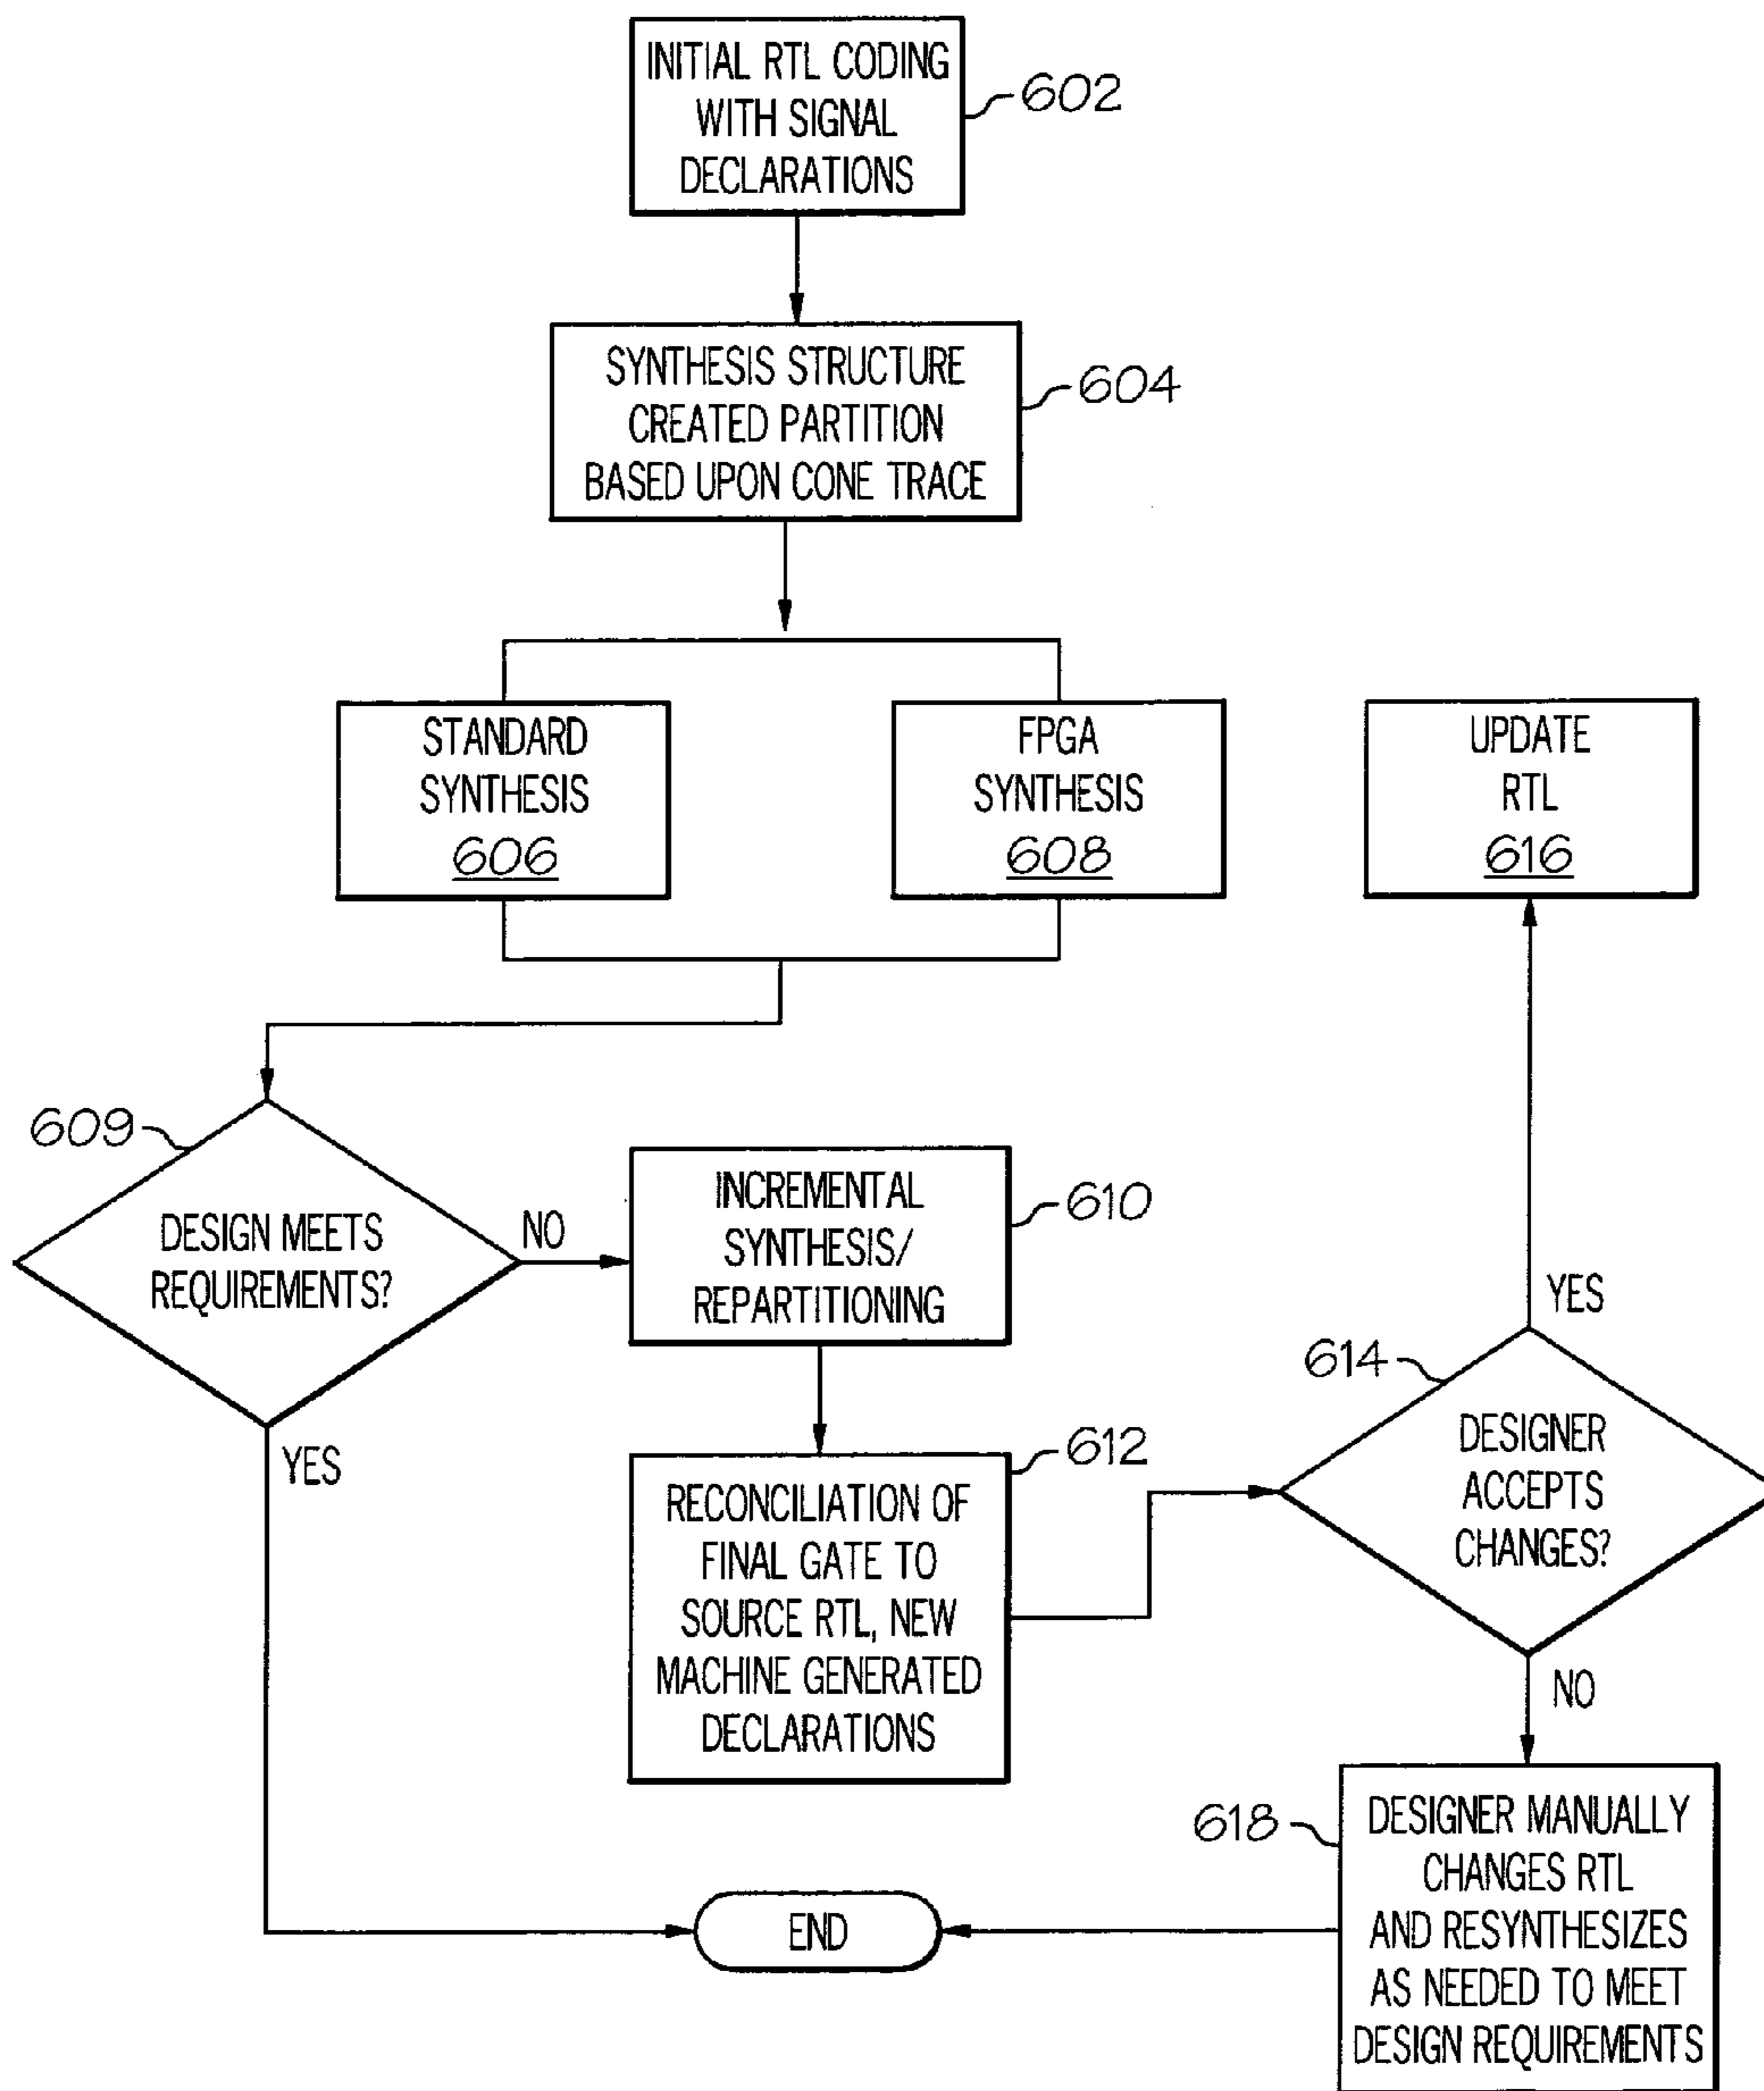 INITIAL RTL CODING
WITH SIGNAL
DECLARATIONS
602
SYNTHESIS STRUCTURE
CREATED PARTITION
BASED UPON CONE TRACE
604
STANDARD
SYNTHESIS
606
FPGA
SYNTHESIS
608
UPDATE
RTL
616
609
DESIGN MEETS
REQUIREMENTS?
NO
YES
INCREMENTAL
SYNTHESIS/
REPARTITIONING
610
RECONCILIATION OF
FINAL GATE TO
SOURCE RTL, NEW
MACHINE GENERATED
DECLARATIONS
612
614
DESIGNER
ACCEPTS
CHANGES?
YES
NO
618
DESIGNER MANUALLY
CHANGES RTL
AND RESYNTHESIZES
AS NEEDED TO MEET
DESIGN REQUIREMENTS
END